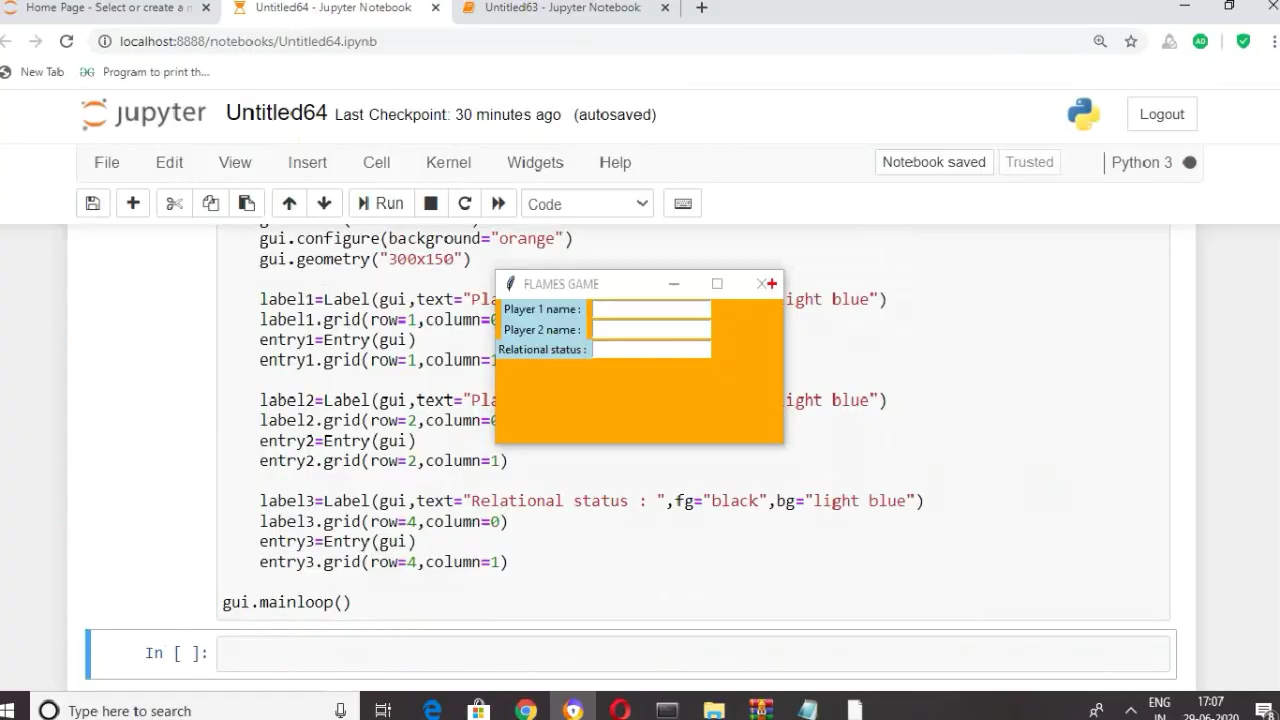 Home Page - Select or create a n
Untitled64 - Jupyter Notebook
Untitled63 - Jupyter Notebook
localhost:8888/notebooks/Untitled64.ipynb
AD
New Tab
GG Program to print th...
jupyter Untitled64 Last Checkpoint: 30 minutes ago (autosaved)
Logout
File Edit View Insert Cell Kernel Widgets Help
Notebook saved Trusted Python 3
Run Code
gui.configure(background="orange")
gui.geometry("300x150")
label1=Label(gui,text="Pla
ight blue")
label1.grid(row=1,column=
entry1=Entry(gui)
entry1.grid(row=1,column=1
label2=Label(gui,text="Pla
ight blue")
label2.grid(row=2,column=
entry2=Entry(gui)
entry2.grid(row=2,column=1)
label3=Label(gui,text="Relational status : ",fg="black",bg="light blue")
label3.grid(row=4,column=0)
entry3=Entry(gui)
entry3.grid(row=4,column=1)
gui.mainloop()
FLAMES GAME
Player 1 name :
Player 2 name :
Relational status :
In [ ]:
Type here to search
ENG
IN
17:07
29-06-2020